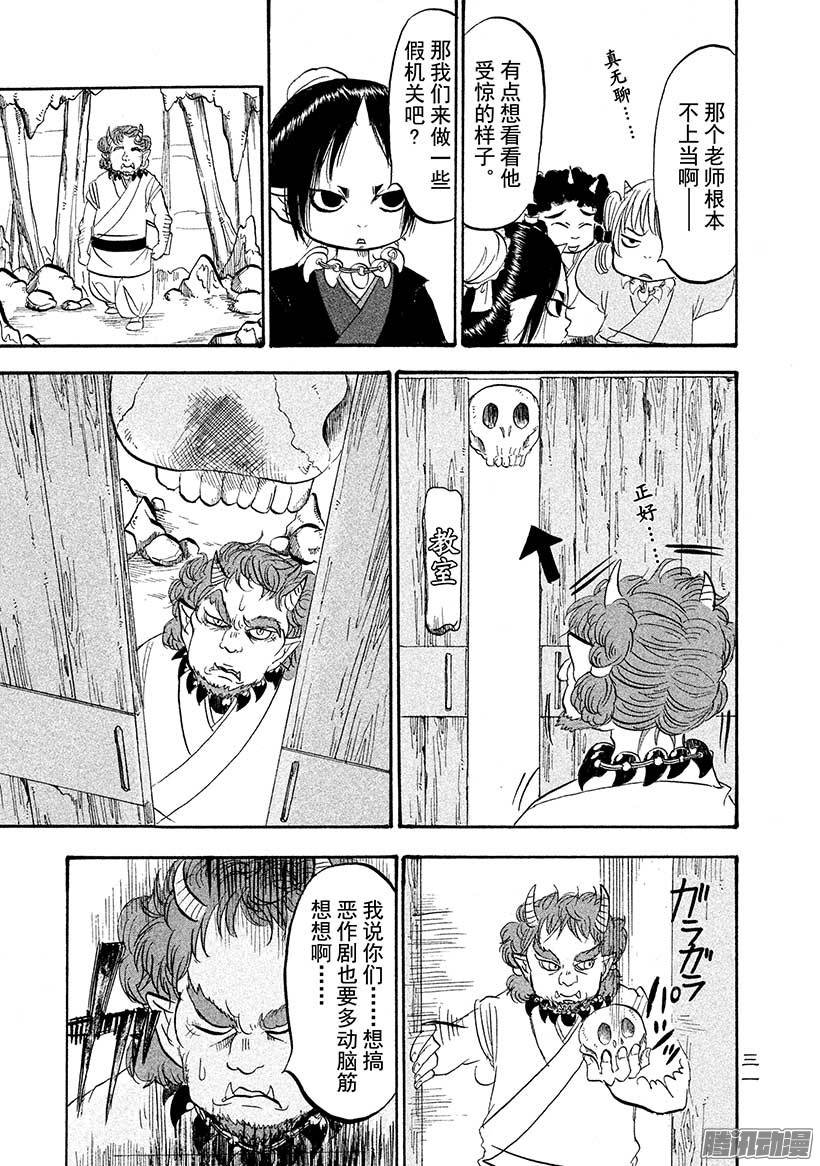 那个老师根本
不上当啊——
真无聊……
有点想看看他
受惊的样子。
那我们来做一些
假机关吧？
正好……
教室
ガラガラ
パシ
我说你们……想搞
恶作剧也要多动脑筋
想想啊……
三一
腾讯动漫